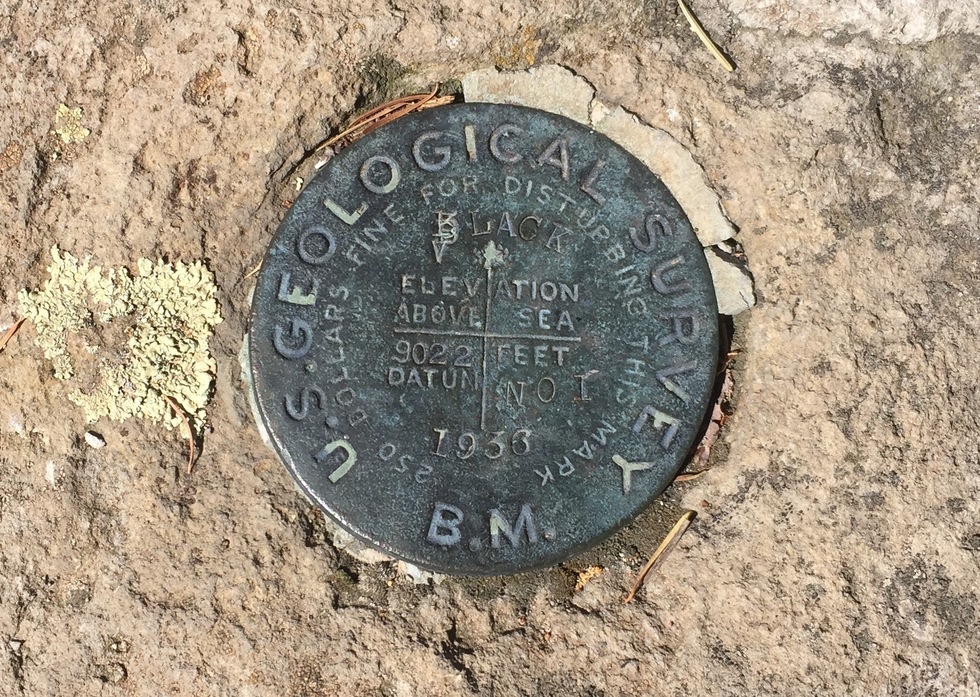 U.S. GEOLOGICAL SURVEY
B.M.
250 DOLLARS FINE FOR DISTURBING THIS MARK
BLACK
V
ELEVATION
ABOVE SEA
9022 FEET
DATUM NO 1
1936